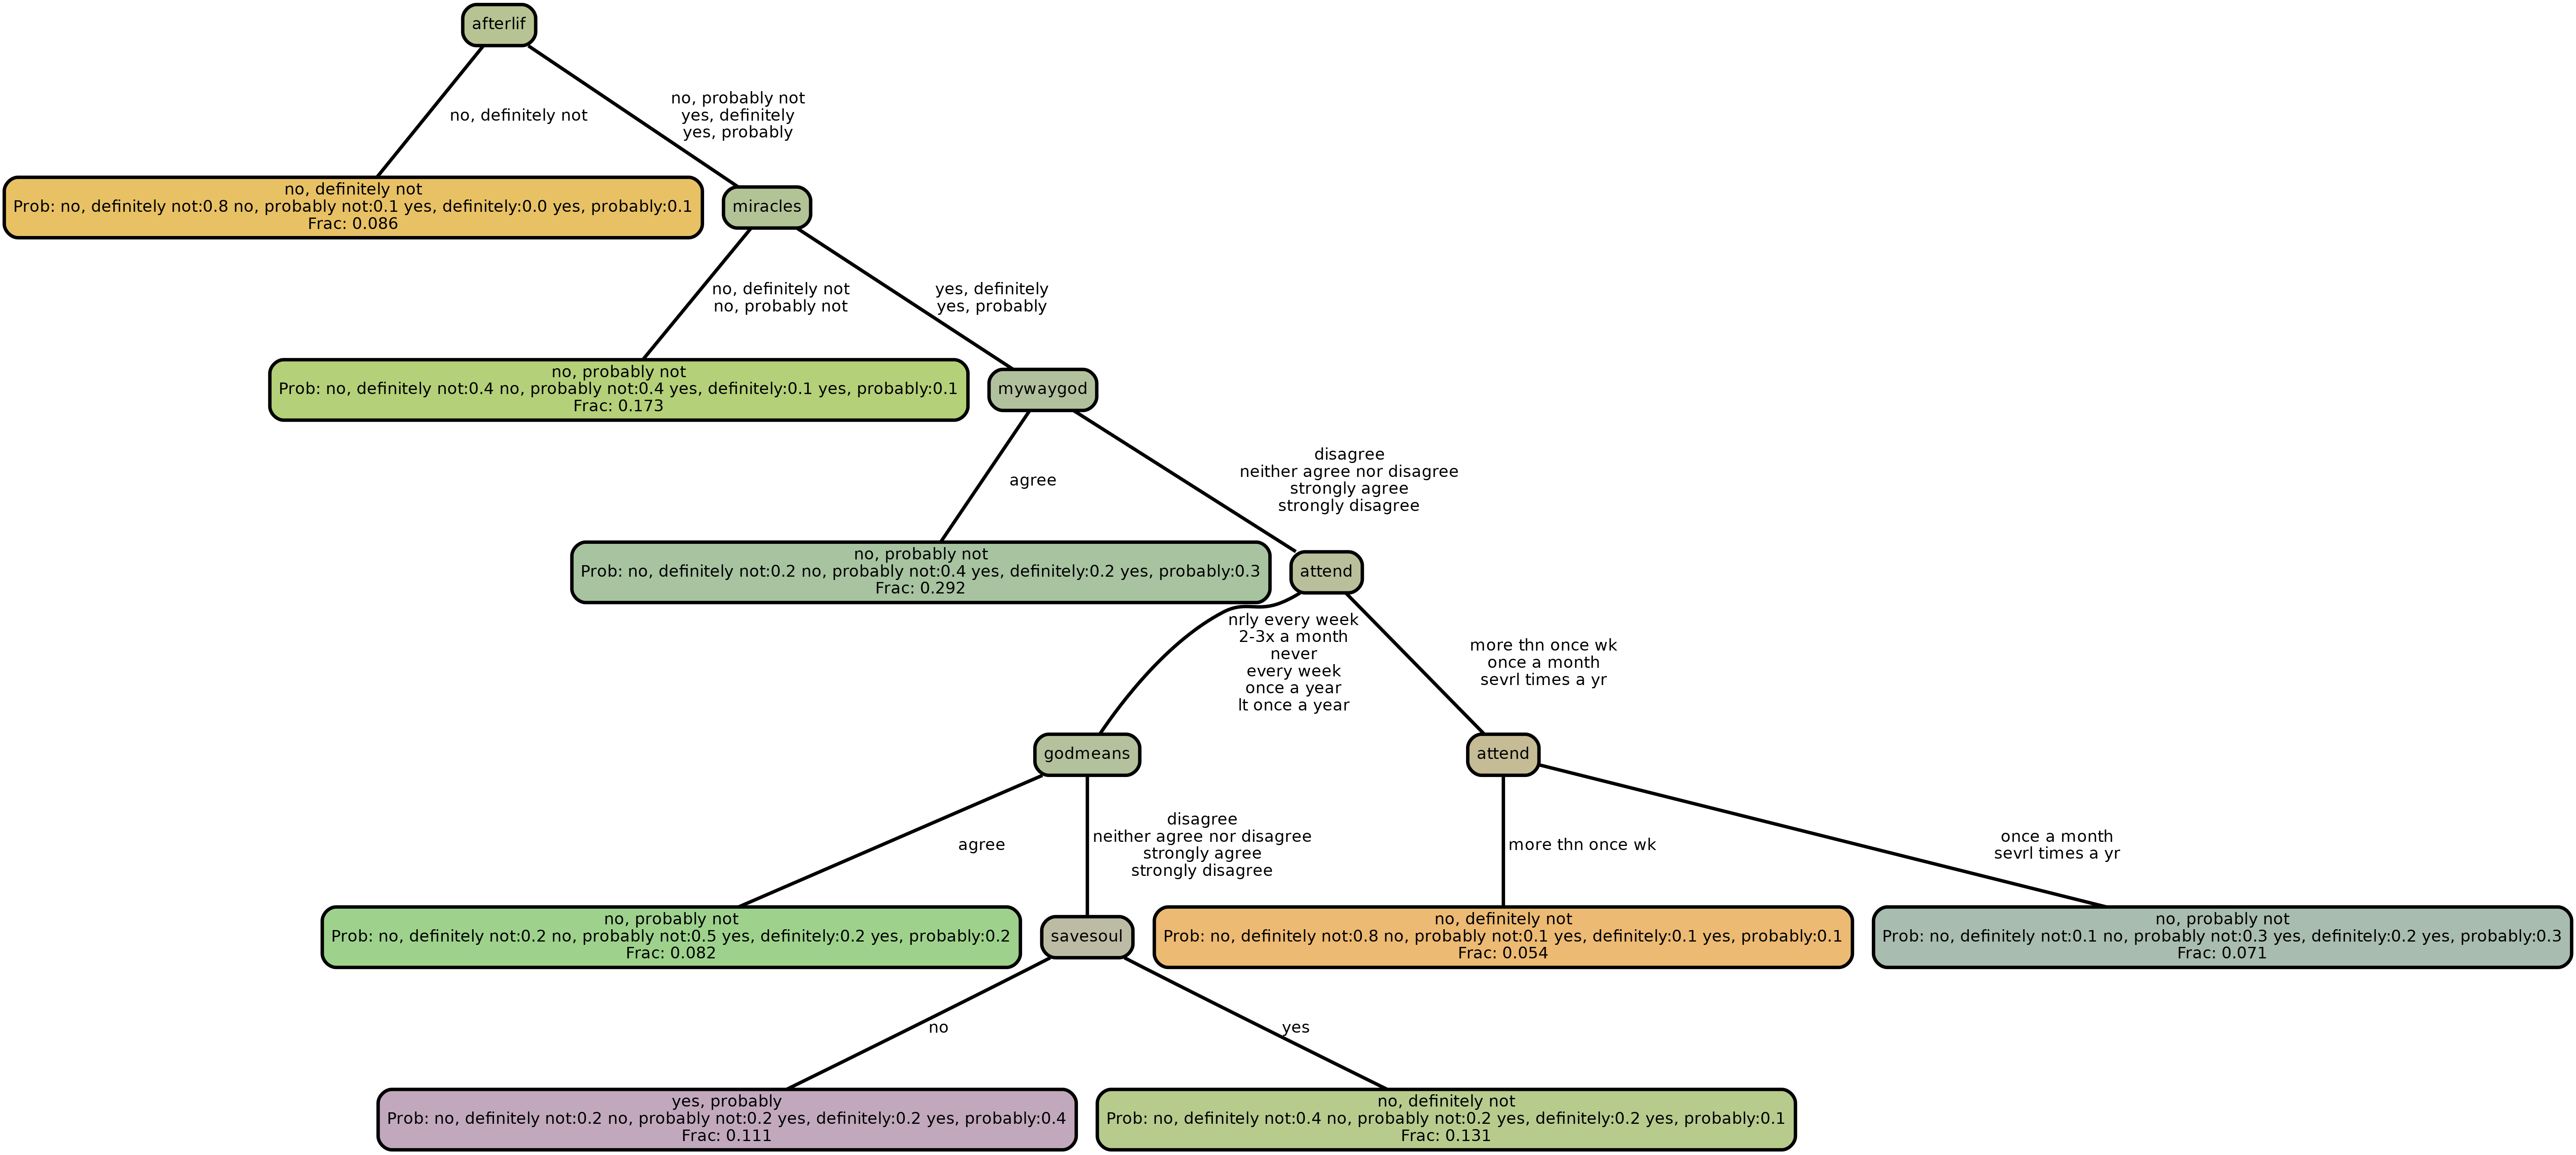 afterlif
no, definitely not
no, probably not
yes, definitely
yes, probably
no, definitely not
Prob: no, definitely not:0.8 no, probably not:0.1 yes, definitely:0.0 yes, probably:0.1
Frac: 0.086
miracles
no, definitely not
no, probably not
yes, definitely
yes, probably
no, probably not
Prob: no, definitely not:0.4 no, probably not:0.4 yes, definitely:0.1 yes, probably:0.1
Frac: 0.173
mywaygod
agree
disagree
neither agree nor disagree
strongly agree
strongly disagree
no, probably not
Prob: no, definitely not:0.2 no, probably not:0.4 yes, definitely:0.2 yes, probably:0.3
Frac: 0.292
attend
nrly every week
2-3x a month
never
every week
once a year
lt once a year
more thn once wk
once a month
sevrl times a yr
godmeans
attend
agree
disagree
neither agree nor disagree
strongly agree
strongly disagree
more thn once wk
once a month
sevrl times a yr
no, probably not
Prob: no, definitely not:0.2 no, probably not:0.5 yes, definitely:0.2 yes, probably:0.2
Frac: 0.082
savesoul
no, definitely not
Prob: no, definitely not:0.8 no, probably not:0.1 yes, definitely:0.1 yes, probably:0.1
Frac: 0.054
no, probably not
Prob: no, definitely not:0.1 no, probably not:0.3 yes, definitely:0.2 yes, probably:0.3
Frac: 0.071
no
yes
yes, probably
Prob: no, definitely not:0.2 no, probably not:0.2 yes, definitely:0.2 yes, probably:0.4
Frac: 0.111
no, definitely not
Prob: no, definitely not:0.4 no, probably not:0.2 yes, definitely:0.2 yes, probably:0.1
Frac: 0.131